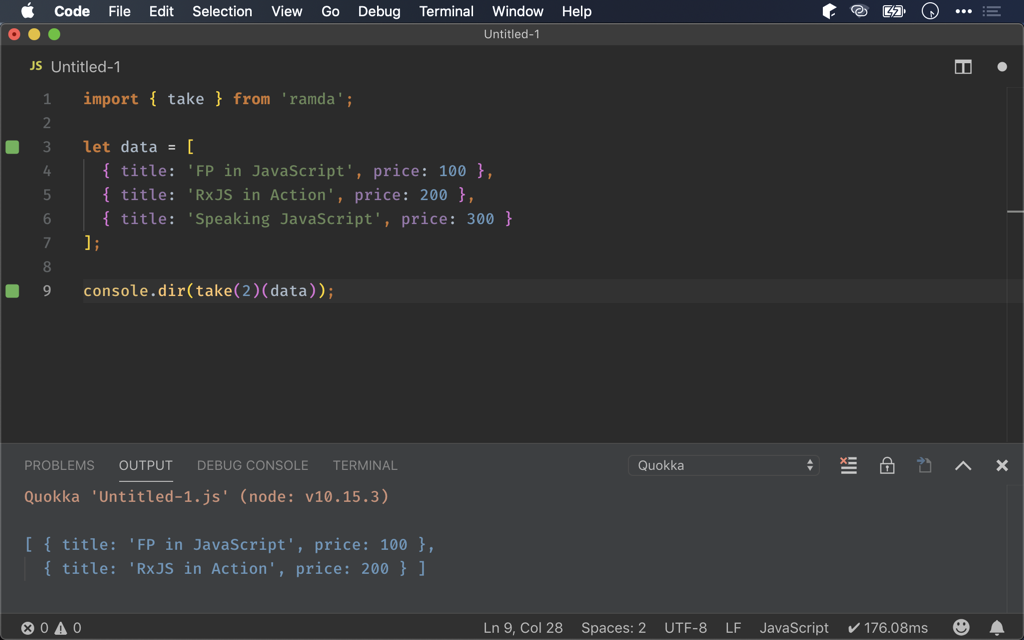 Code File Edit Selection View Go Debug Terminal Window Help
Untitled-1
JS Untitled-1
1 import { take } from 'ramda';
2
3 let data = [
4 { title: 'FP in JavaScript', price: 100 },
5 { title: 'RxJS in Action', price: 200 },
6 { title: 'Speaking JavaScript', price: 300 }
7 ];
8
9 console.dir(take(2)(data));
PROBLEMS OUTPUT DEBUG CONSOLE TERMINAL Quokka
Quokka 'Untitled-1.js' (node: v10.15.3)
[ { title: 'FP in JavaScript', price: 100 },
{ title: 'RxJS in Action', price: 200 } ]
0 0 Ln 9, Col 28 Spaces: 2 UTF-8 LF JavaScript ✔ 176.08ms